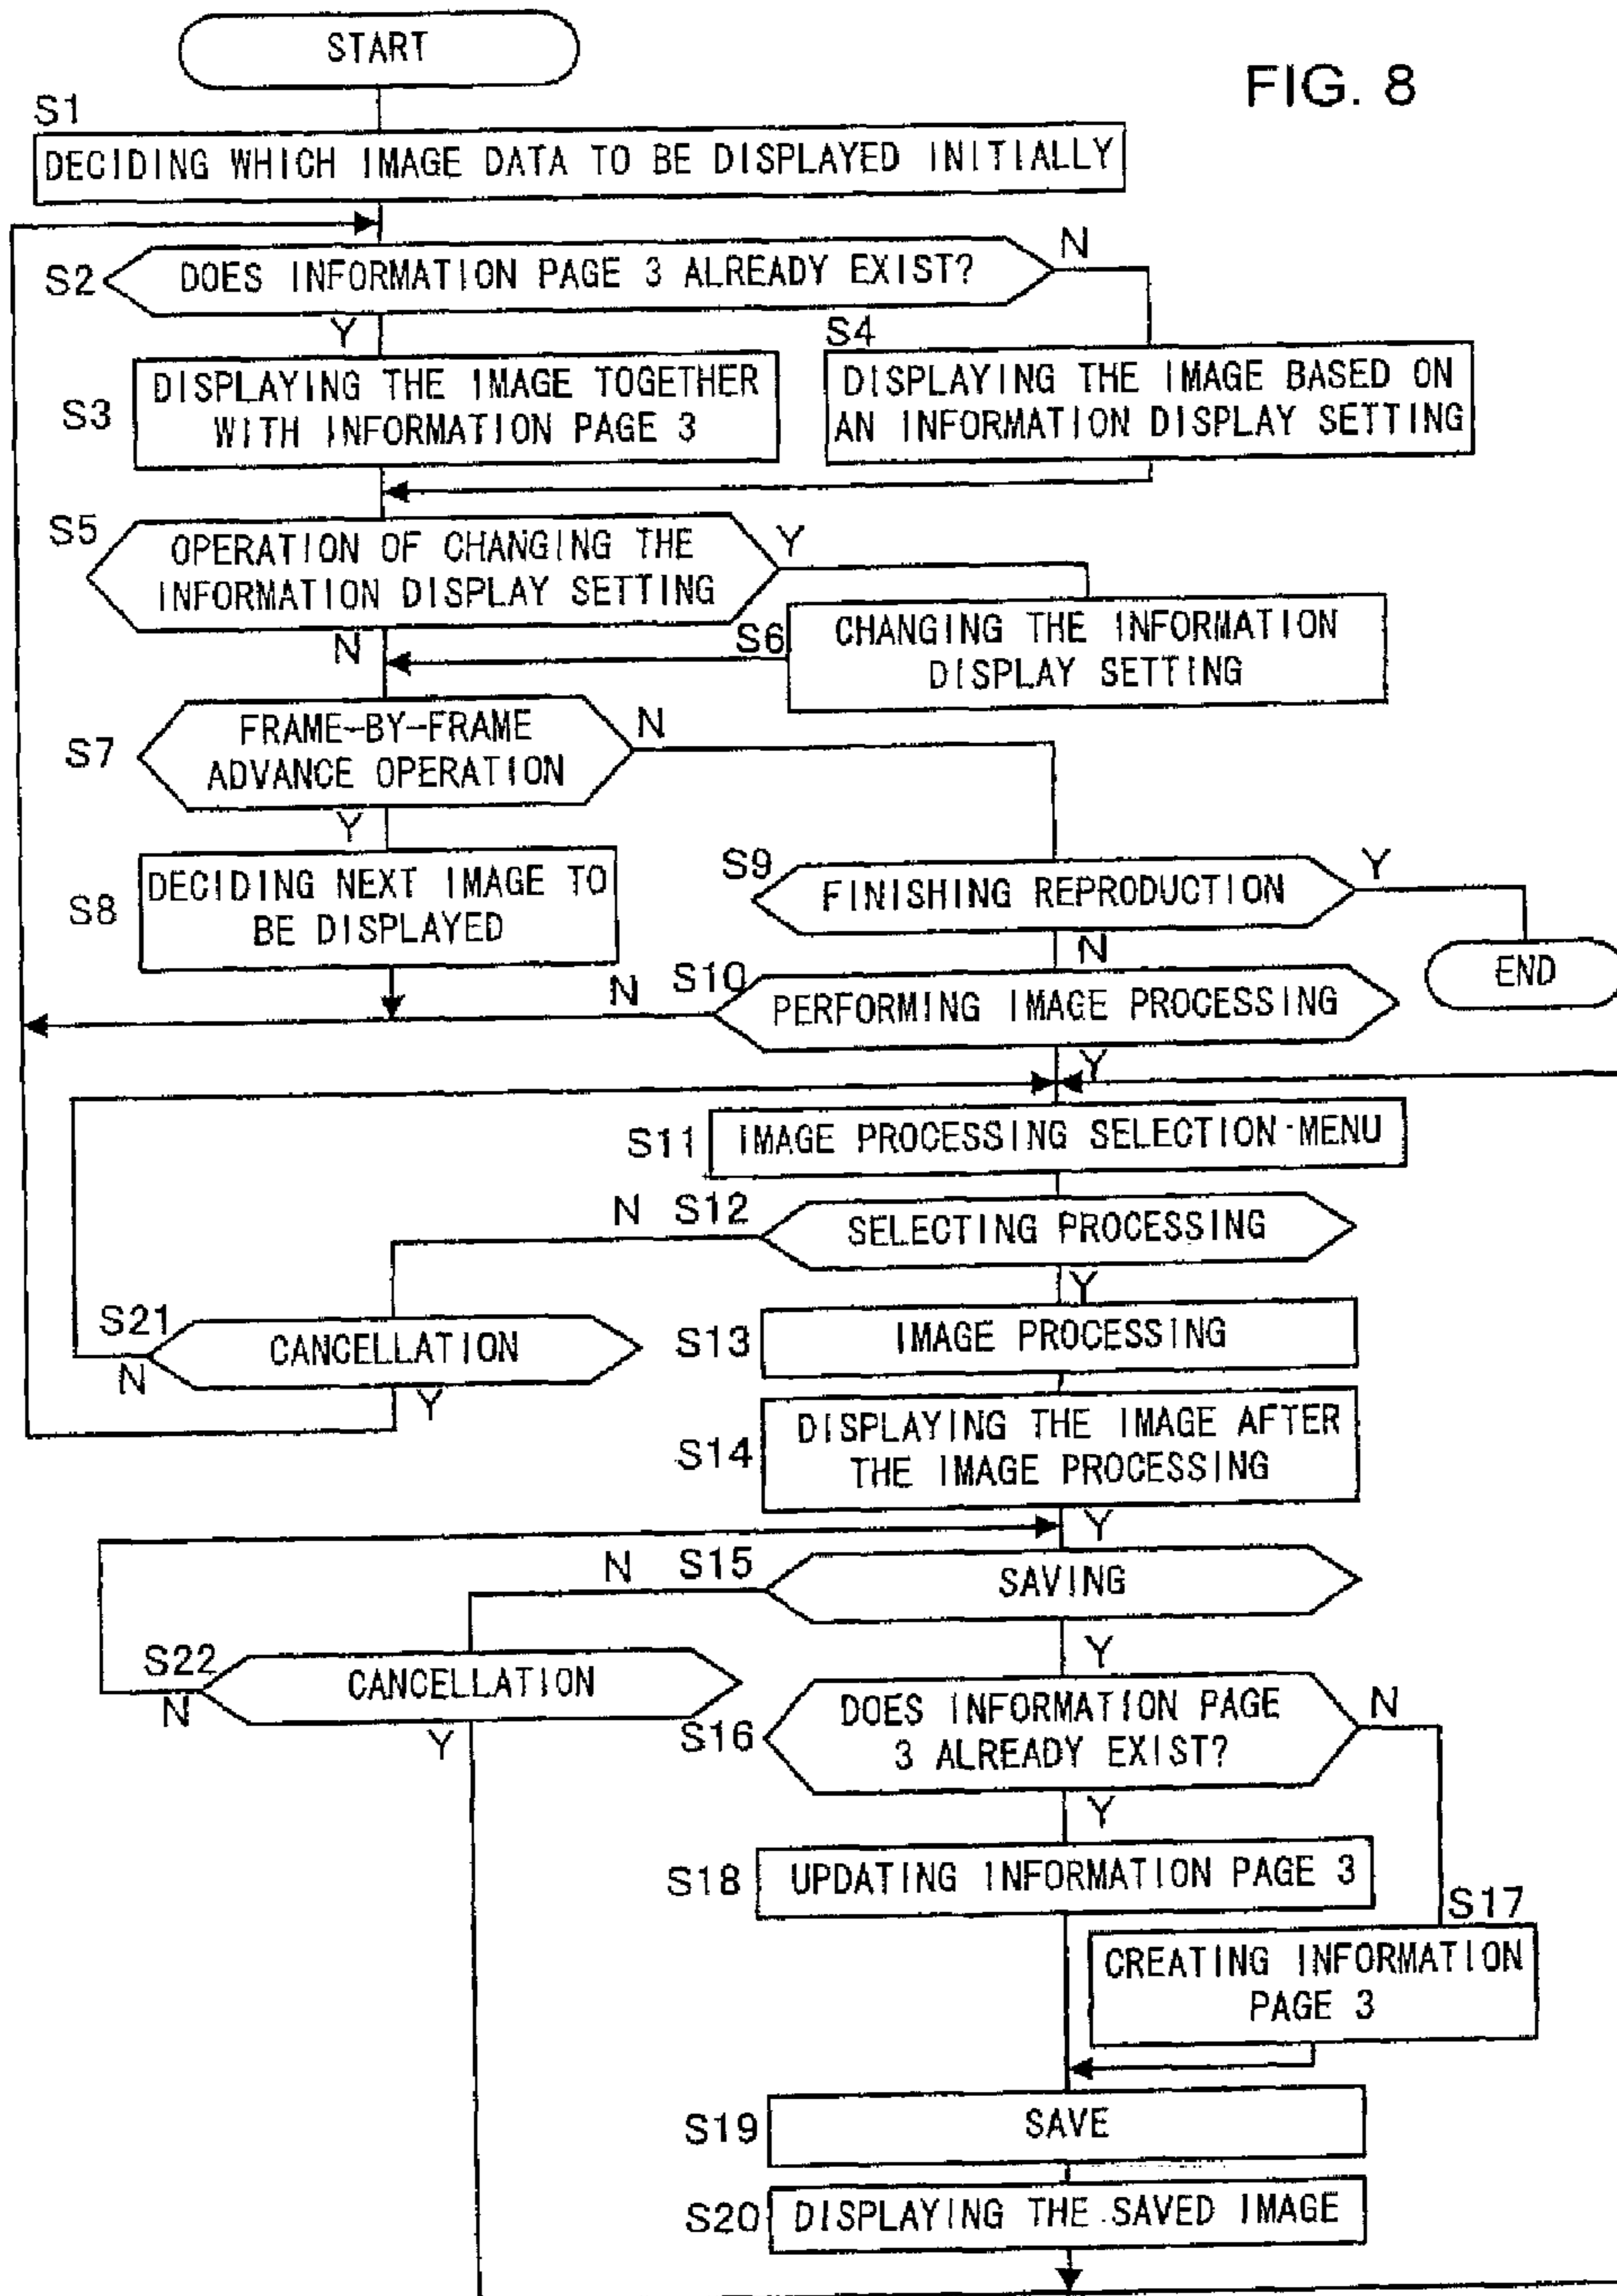 START
FIG. 8
S1
DECIDING WHICH IMAGE DATA TO BE DISPLAYED INITIALLY
S2
DOES INFORMATION PAGE 3 ALREADY EXIST?
N
Y
S4
S3
DISPLAYING THE IMAGE TOGETHER
WITH INFORMATION PAGE 3
DISPLAYING THE IMAGE BASED ON
AN INFORMATION DISPLAY SETTING
S5
OPERATION OF CHANGING THE
INFORMATION DISPLAY SETTING
Y
N
S6
CHANGING THE INFORMATION
DISPLAY SETTING
S7
FRAME-BY-FRAME
ADVANCE OPERATION
N
Y
S8
DECIDING NEXT IMAGE TO
BE DISPLAYED
S9
FINISHING REPRODUCTION
Y
N
END
N
S10
PERFORMING IMAGE PROCESSING
Y
S11
IMAGE PROCESSING SELECTION-MENU
N
S12
SELECTING PROCESSING
Y
S21
CANCELLATION
N
Y
S13
IMAGE PROCESSING
S14
DISPLAYING THE IMAGE AFTER
THE IMAGE PROCESSING
Y
N
S15
SAVING
Y
S22
CANCELLATION
N
Y
S16
DOES INFORMATION PAGE
3 ALREADY EXIST?
N
Y
S18
UPDATING INFORMATION PAGE 3
S17
CREATING INFORMATION
PAGE 3
S19
SAVE
S20
DISPLAYING THE SAVED IMAGE